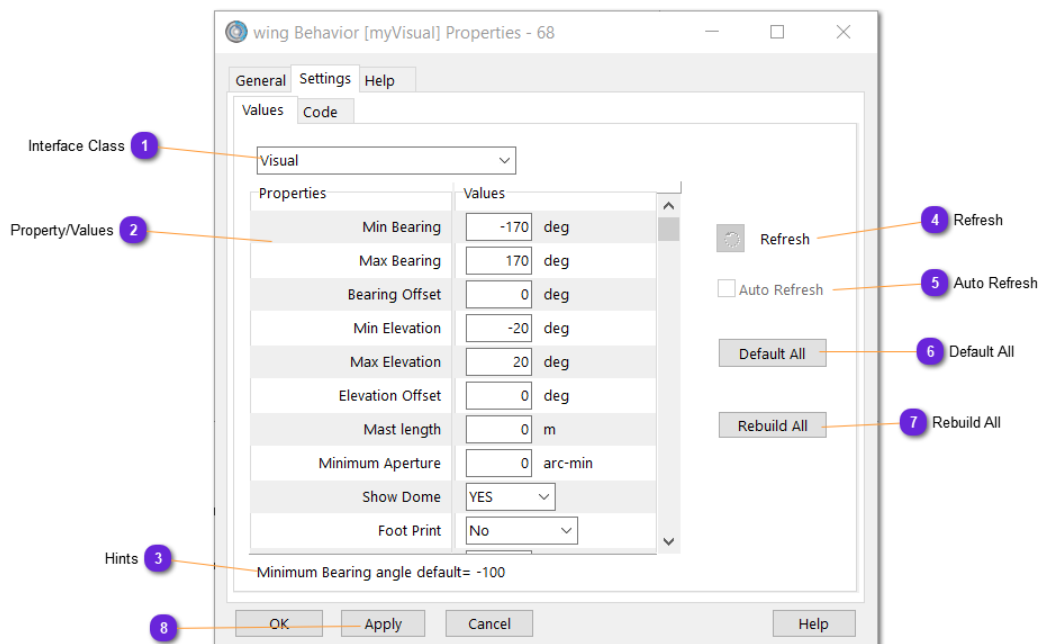 wing Behavior [myVisual] Properties - 68
General Settings Help
Values Code
Interface Class 1
Visual
Properties Values
Property/Values 2
Min Bearing -170 deg
Max Bearing 170 deg
Bearing Offset 0 deg
Min Elevation -20 deg
Max Elevation 20 deg
Elevation Offset 0 deg
Mast length 0 m
Minimum Aperture 0 arc-min
Show Dome YES
Foot Print No
Refresh 4 Refresh
Auto Refresh 5 Auto Refresh
Default All 6 Default All
Rebuild All 7 Rebuild All
Hints 3
Minimum Bearing angle default= -100
8
OK Apply Cancel Help